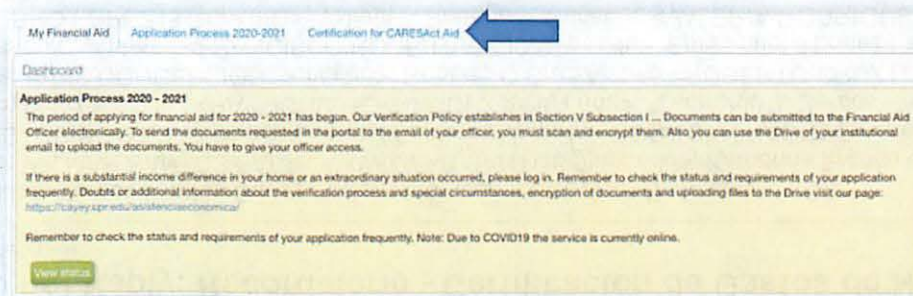 My Financial Aid Application Process 2020-2021 Certification for CARESAct Aid
Dashboard
Application Process 2020 - 2021
The period of applying for financial aid for 2020 - 2021 has begun. Our Verification Policy establishes in Section V Subsection I ... Documents can be submitted to the Financial Aid
Officer electronically. To send the documents requested in the portal to the email of your officer, you must scan and encrypt them. Also you can use the Drive of your institutional
email to upload the documents. You have to give your officer access.
If there is a substantial income difference in your home or an extraordinary situation occurred, please log in. Remember to check the status and requirements of your application
frequently. Doubts or additional information about the verification process and special circumstances, encryption of documents and uploading files to the Drive visit our page:
https://cayey.upr.edu/asistenciaeconomica/
Remember to check the status and requirements of your application frequently. Note: Due to COVID19 the service is currently online.
View status